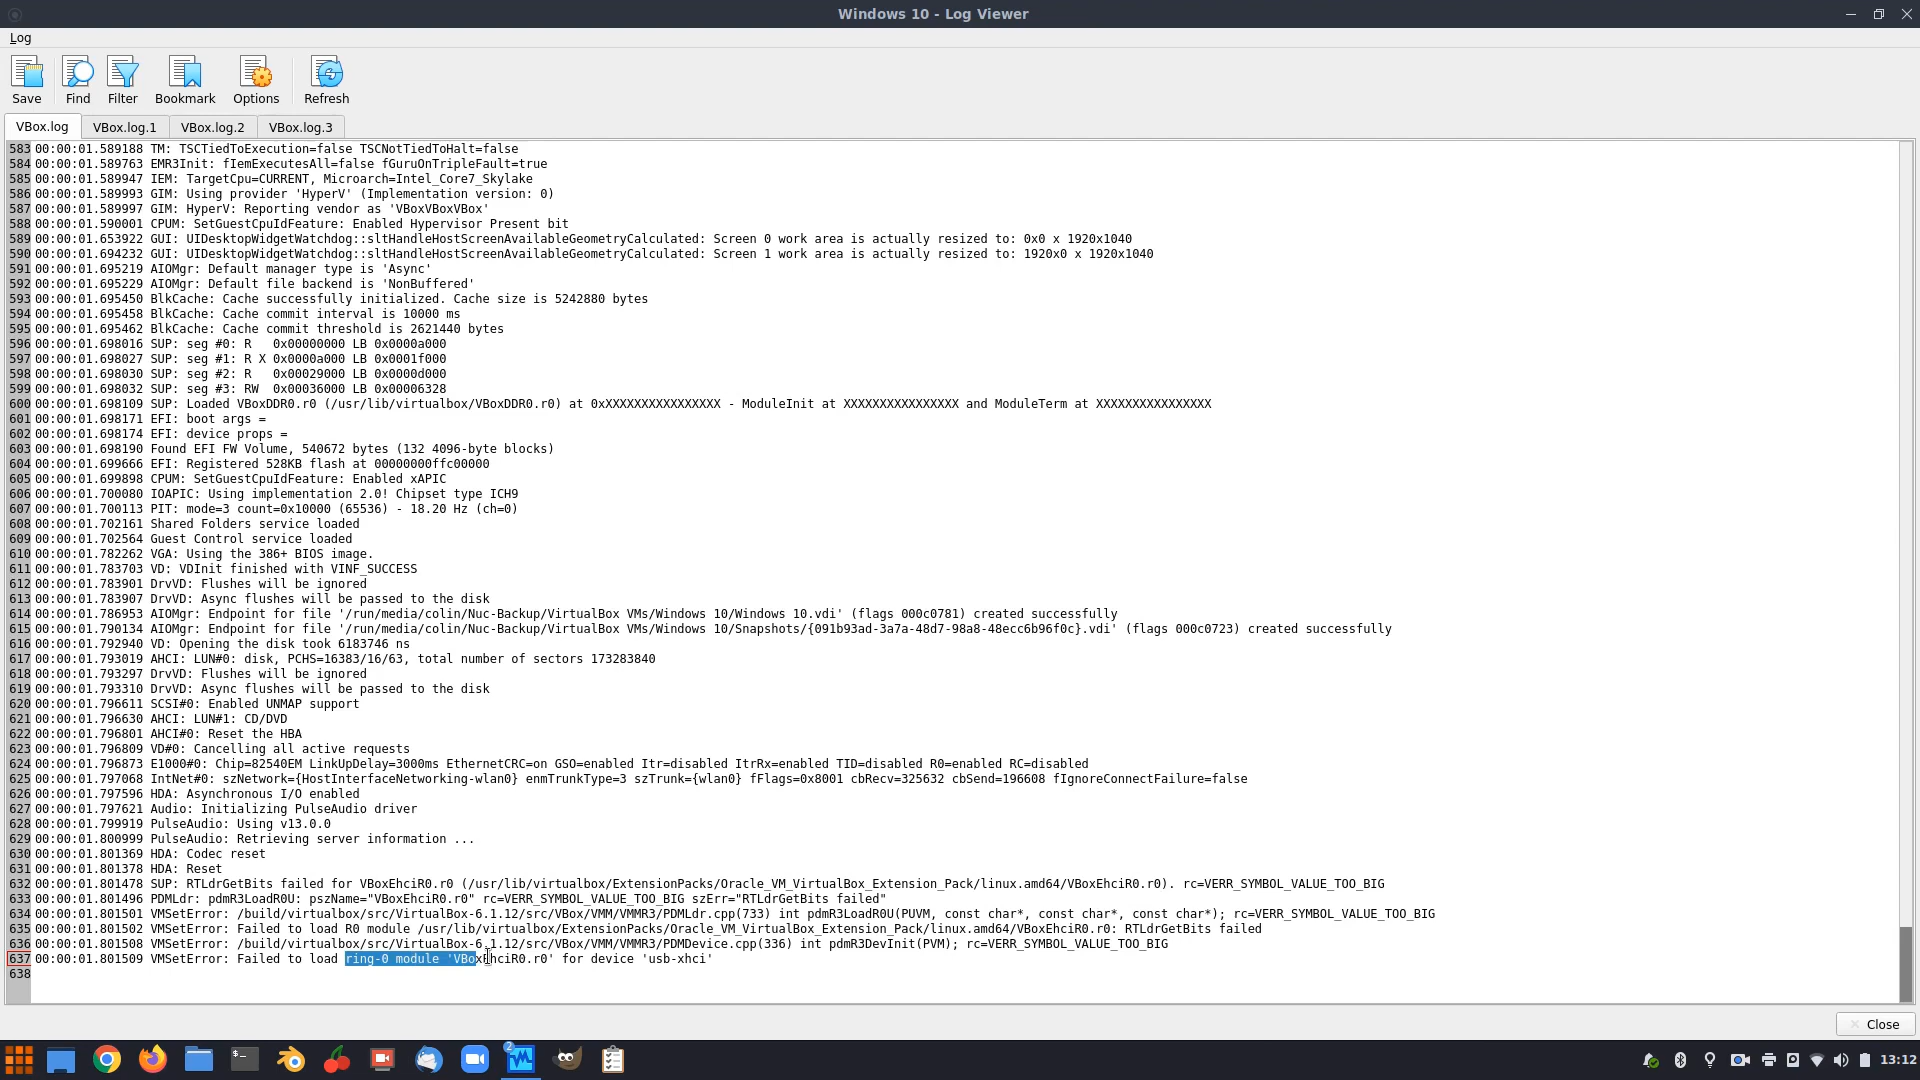 Windows 10 - Log Viewer
Log
Save Find Filter Bookmark Options Refresh
VBox.log VBox.log.1 VBox.log.2 VBox.log.3
583 00:00:01.589188 TM: TSCTiedToExecution=false TSCNotTiedToHalt=false
584 00:00:01.589763 EMR3Init: fIemExecutesAll=false fGuruOnTripleFault=true
585 00:00:01.589947 IEM: TargetCpu=CURRENT, Microarch=Intel_Core7_Skylake
586 00:00:01.589993 GIM: Using provider 'HyperV' (Implementation version: 0)
587 00:00:01.589997 GIM: HyperV: Reporting vendor as 'VBoxVBoxVBox'
588 00:00:01.590001 CPUM: SetGuestCpuIdFeature: Enabled Hypervisor Present bit
589 00:00:01.653922 GUI: UIDesktopWidgetWatchdog::sltHandleHostScreenAvailableGeometryCalculated: Screen 0 work area is actually resized to: 0x0 x 1920x1040
590 00:00:01.694232 GUI: UIDesktopWidgetWatchdog::sltHandleHostScreenAvailableGeometryCalculated: Screen 1 work area is actually resized to: 1920x0 x 1920x1040
591 00:00:01.695219 AIOMgr: Default manager type is 'Async'
592 00:00:01.695229 AIOMgr: Default file backend is 'NonBuffered'
593 00:00:01.695450 BlkCache: Cache successfully initialized. Cache size is 5242880 bytes
594 00:00:01.695458 BlkCache: Cache commit interval is 10000 ms
595 00:00:01.695462 BlkCache: Cache commit threshold is 2621440 bytes
596 00:00:01.698016 SUP: seg #0: R   0x00000000 LB 0x0000a000
597 00:00:01.698027 SUP: seg #1: R X 0x0000a000 LB 0x0001f000
598 00:00:01.698030 SUP: seg #2: R   0x00029000 LB 0x0000d000
599 00:00:01.698032 SUP: seg #3: RW  0x00036000 LB 0x00006328
600 00:00:01.698109 SUP: Loaded VBoxDDR0.r0 (/usr/lib/virtualbox/VBoxDDR0.r0) at 0xXXXXXXXXXXXXXXXX - ModuleInit at XXXXXXXXXXXXXXXX and ModuleTerm at XXXXXXXXXXXXXXXX
601 00:00:01.698171 EFI: boot args =
602 00:00:01.698174 EFI: device props =
603 00:00:01.698190 Found EFI FW Volume, 540672 bytes (132 4096-byte blocks)
604 00:00:01.699666 EFI: Registered 528KB flash at 00000000ffc00000
605 00:00:01.699898 CPUM: SetGuestCpuIdFeature: Enabled xAPIC
606 00:00:01.700080 IOAPIC: Using implementation 2.0! Chipset type ICH9
607 00:00:01.700113 PIT: mode=3 count=0x10000 (65536) - 18.20 Hz (ch=0)
608 00:00:01.702161 Shared Folders service loaded
609 00:00:01.702564 Guest Control service loaded
610 00:00:01.782262 VGA: Using the 386+ BIOS image.
611 00:00:01.783703 VD: VDInit finished with VINF_SUCCESS
612 00:00:01.783901 DrvVD: Flushes will be ignored
613 00:00:01.783907 DrvVD: Async flushes will be passed to the disk
614 00:00:01.786953 AIOMgr: Endpoint for file '/run/media/colin/Nuc-Backup/VirtualBox VMs/Windows 10/Windows 10.vdi' (flags 000c0781) created successfully
615 00:00:01.790134 AIOMgr: Endpoint for file '/run/media/colin/Nuc-Backup/VirtualBox VMs/Windows 10/Snapshots/{091b93ad-3a7a-48d7-98a8-48ecc6b96f0c}.vdi' (flags 000c0723) created successfully
616 00:00:01.792940 VD: Opening the disk took 6183746 ns
617 00:00:01.793019 AHCI: LUN#0: disk, PCHS=16383/16/63, total number of sectors 173283840
618 00:00:01.793297 DrvVD: Flushes will be ignored
619 00:00:01.793310 DrvVD: Async flushes will be passed to the disk
620 00:00:01.796611 SCSI#0: Enabled UNMAP support
621 00:00:01.796630 AHCI: LUN#1: CD/DVD
622 00:00:01.796801 AHCI#0: Reset the HBA
623 00:00:01.796809 VD#0: Cancelling all active requests
624 00:00:01.796873 E1000#0: Chip=82540EM LinkUpDelay=3000ms EthernetCRC=on GSO=enabled Itr=disabled ItrRx=enabled TID=disabled R0=enabled RC=disabled
625 00:00:01.797068 IntNet#0: szNetwork={HostInterfaceNetworking-wlan0} enmTrunkType=3 szTrunk={wlan0} fFlags=0x8001 cbRecv=325632 cbSend=196608 fIgnoreConnectFailure=false
626 00:00:01.797596 HDA: Asynchronous I/O enabled
627 00:00:01.797621 Audio: Initializing PulseAudio driver
628 00:00:01.799919 PulseAudio: Using v13.0.0
629 00:00:01.800999 PulseAudio: Retrieving server information ...
630 00:00:01.801369 HDA: Codec reset
631 00:00:01.801378 HDA: Reset
632 00:00:01.801478 SUP: RTLdrGetBits failed for VBoxEhciR0.r0 (/usr/lib/virtualbox/ExtensionPacks/Oracle_VM_VirtualBox_Extension_Pack/linux.amd64/VBoxEhciR0.r0). rc=VERR_SYMBOL_VALUE_TOO_BIG
633 00:00:01.801496 PDMLdr: pdmR3LoadR0U: pszName="VBoxEhciR0.r0" rc=VERR_SYMBOL_VALUE_TOO_BIG szErr="RTLdrGetBits failed"
634 00:00:01.801501 VMSetError: /build/virtualbox/src/VirtualBox-6.1.12/src/VBox/VMM/VMMR3/PDMLdr.cpp(733) int pdmR3LoadR0U(PUVM, const char*, const char*, const char*); rc=VERR_SYMBOL_VALUE_TOO_BIG
635 00:00:01.801502 VMSetError: Failed to load R0 module /usr/lib/virtualbox/ExtensionPacks/Oracle_VM_VirtualBox_Extension_Pack/linux.amd64/VBoxEhciR0.r0: RTLdrGetBits failed
636 00:00:01.801508 VMSetError: /build/virtualbox/src/VirtualBox-6.1.12/src/VBox/VMM/VMMR3/PDMDevice.cpp(336) int pdmR3DevInit(PVM); rc=VERR_SYMBOL_VALUE_TOO_BIG
637 00:00:01.801509 VMSetError: Failed to load ring-0 module 'VBoxEhciR0.r0' for device 'usb-xhci'
638
Close
2
13:12